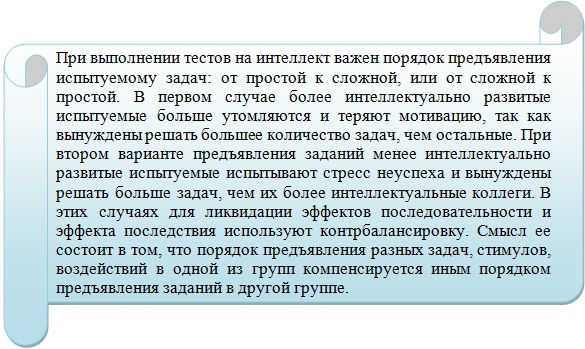 При выполнении тестов на интеллект важен порядок предъявления
испытуемому задач: от простой к сложной, или от сложной к
простой. В первом случае более интеллектуально развитые
испытуемые больше утомляются и теряют мотивацию, так как
вынуждены решать большее количество задач, чем остальные. При
втором варианте предъявления заданий менее интеллектуально
развитые испытуемые испытывают стресс неуспеха и вынуждены
решать больше задач, чем их более интеллектуальные коллеги. В
этих случаях для ликвидации эффектов последовательности и
эффекта последствия используют контрбалансировку. Смысл ее
состоит в том, что порядок предъявления разных задач, стимулов,
воздействий в одной из групп компенсируется иным порядком
предъявления заданий в другой группе.